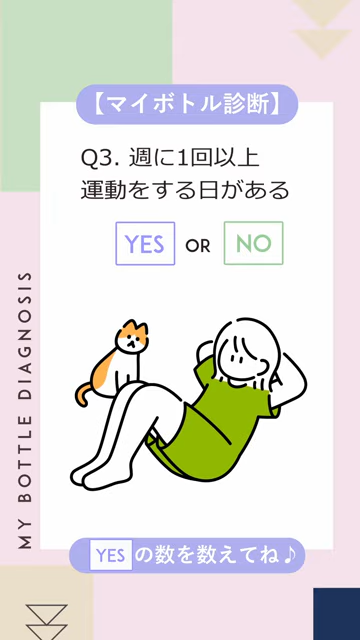 【マイボトル診断】
Q3. 週に1回以上
運動をする日がある
YES OR NO
MY BOTTLE DIAGNOSIS
YESの数を数えてね♪